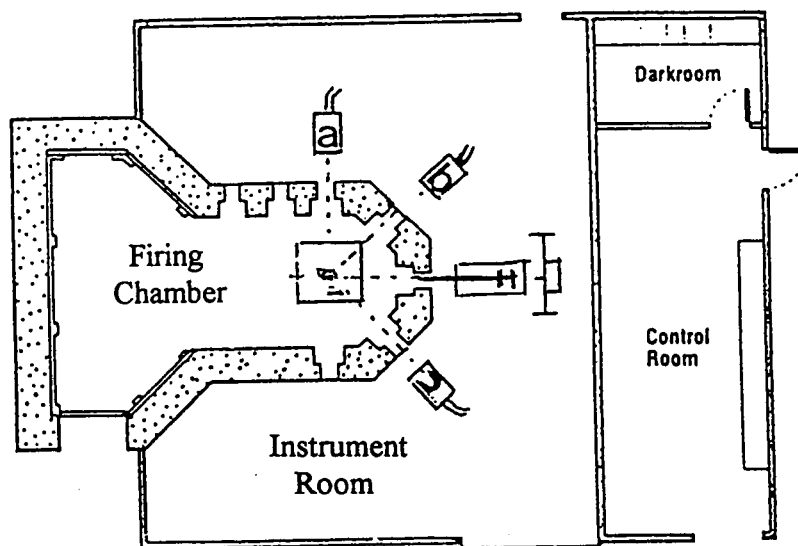 Darkroom
a
b
Firing
Chamber
c
Control
Room
Instrument
Room